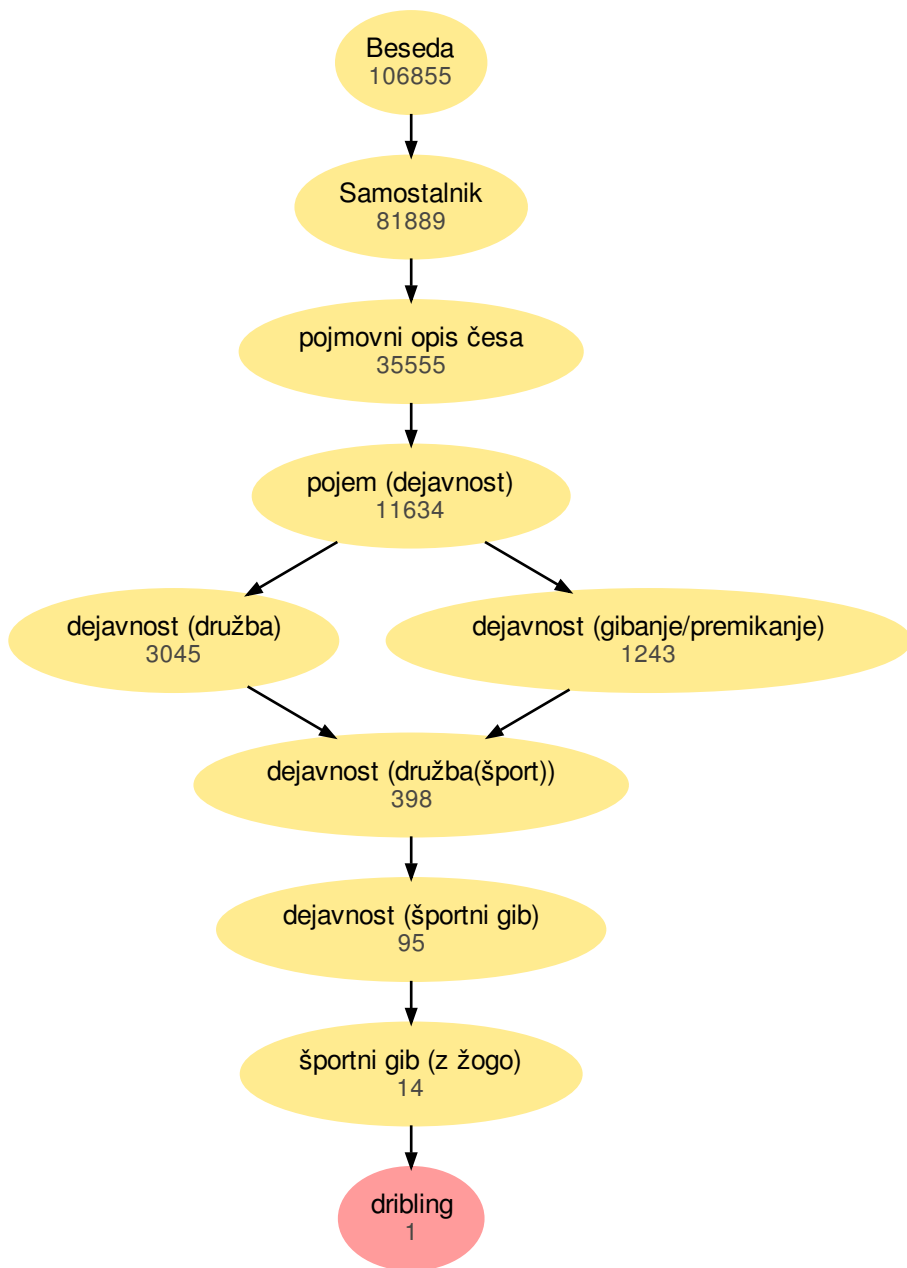 Beseda
106855
Samostalnik
81889
pojmovni opis česa
35555
pojem (dejavnost)
11634
dejavnost (družba)
3045
dejavnost (gibanje/premikanje)
1243
dejavnost (družba(šport))
398
dejavnost (športni gib)
95
športni gib (z žogo)
14
dribling
1